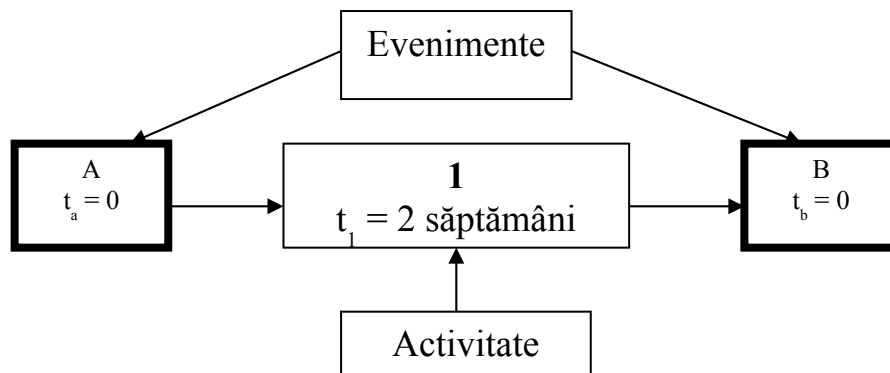 Evenimente
A
t_a = 0
1
t_1 = 2 săptămâni
B
t_b = 0
Activitate